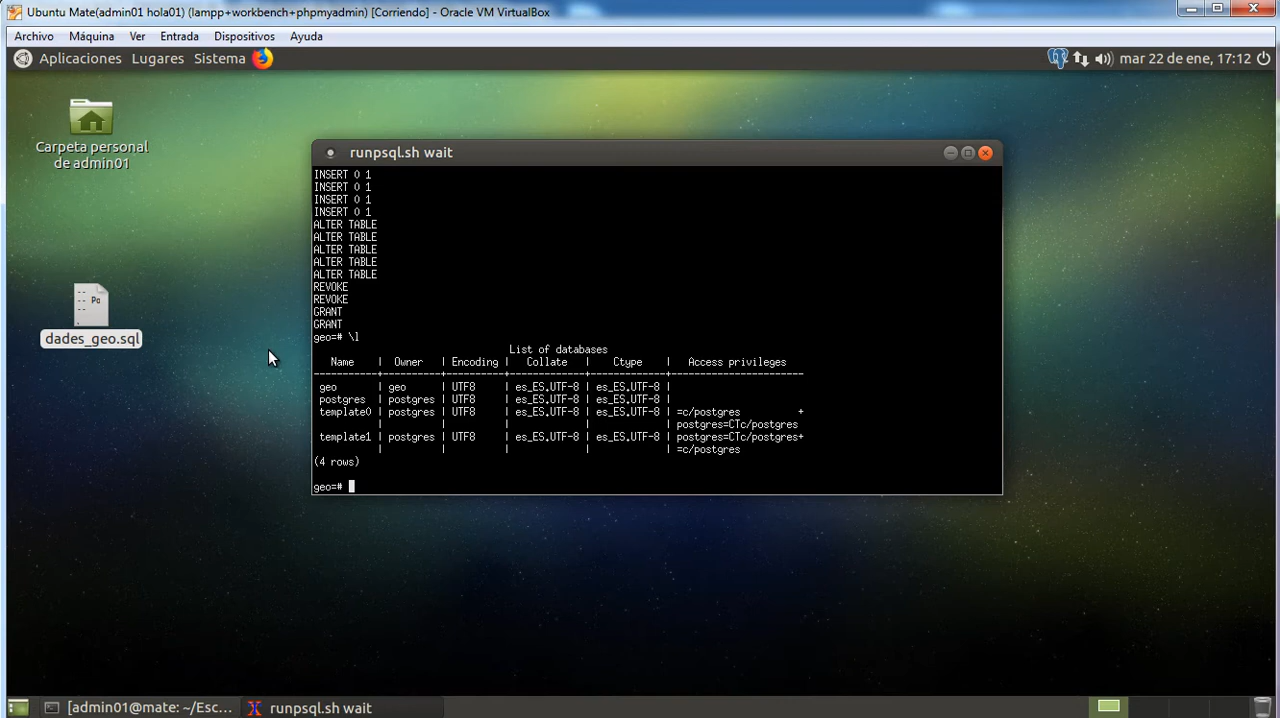 Ubuntu Mate(admin01 hola01) (lampp+workbench+phpmyadmin) [Corriendo] - Oracle VM VirtualBox
Archivo Máquina Ver Entrada Dispositivos Ayuda
Aplicaciones Lugares Sistema mar 22 de ene, 17:12
Carpeta personal
de admin01
-- Po
--
--
dades_geo.sql
runpsql.sh wait
INSERT 0 1
INSERT 0 1
INSERT 0 1
INSERT 0 1
ALTER TABLE
ALTER TABLE
ALTER TABLE
ALTER TABLE
ALTER TABLE
REVOKE
REVOKE
GRANT
GRANT
geo=# \l
List of databases
Name | Owner | Encoding | Collate | Ctype | Access privileges
-----------+----------+----------+-------------+-------------+-----------------------
geo | geo | UTF8 | es_ES.UTF-8 | es_ES.UTF-8 |
postgres | postgres | UTF8 | es_ES.UTF-8 | es_ES.UTF-8 |
template0 | postgres | UTF8 | es_ES.UTF-8 | es_ES.UTF-8 | =c/postgres +
| | | | | postgres=CTc/postgres
template1 | postgres | UTF8 | es_ES.UTF-8 | es_ES.UTF-8 | postgres=CTc/postgres+
| | | | | =c/postgres
(4 rows)
geo=#
[admin01@mate: ~/Esc... runpsql.sh wait